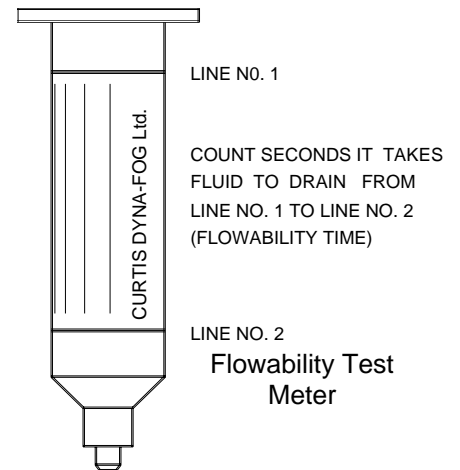 LINE N0. 1
CURTIS DYNA-FOG Ltd.
COUNT SECONDS IT TAKES
FLUID TO DRAIN FROM
LINE NO. 1 TO LINE NO. 2
(FLOWABILITY TIME)
LINE NO. 2
Flowability Test
Meter